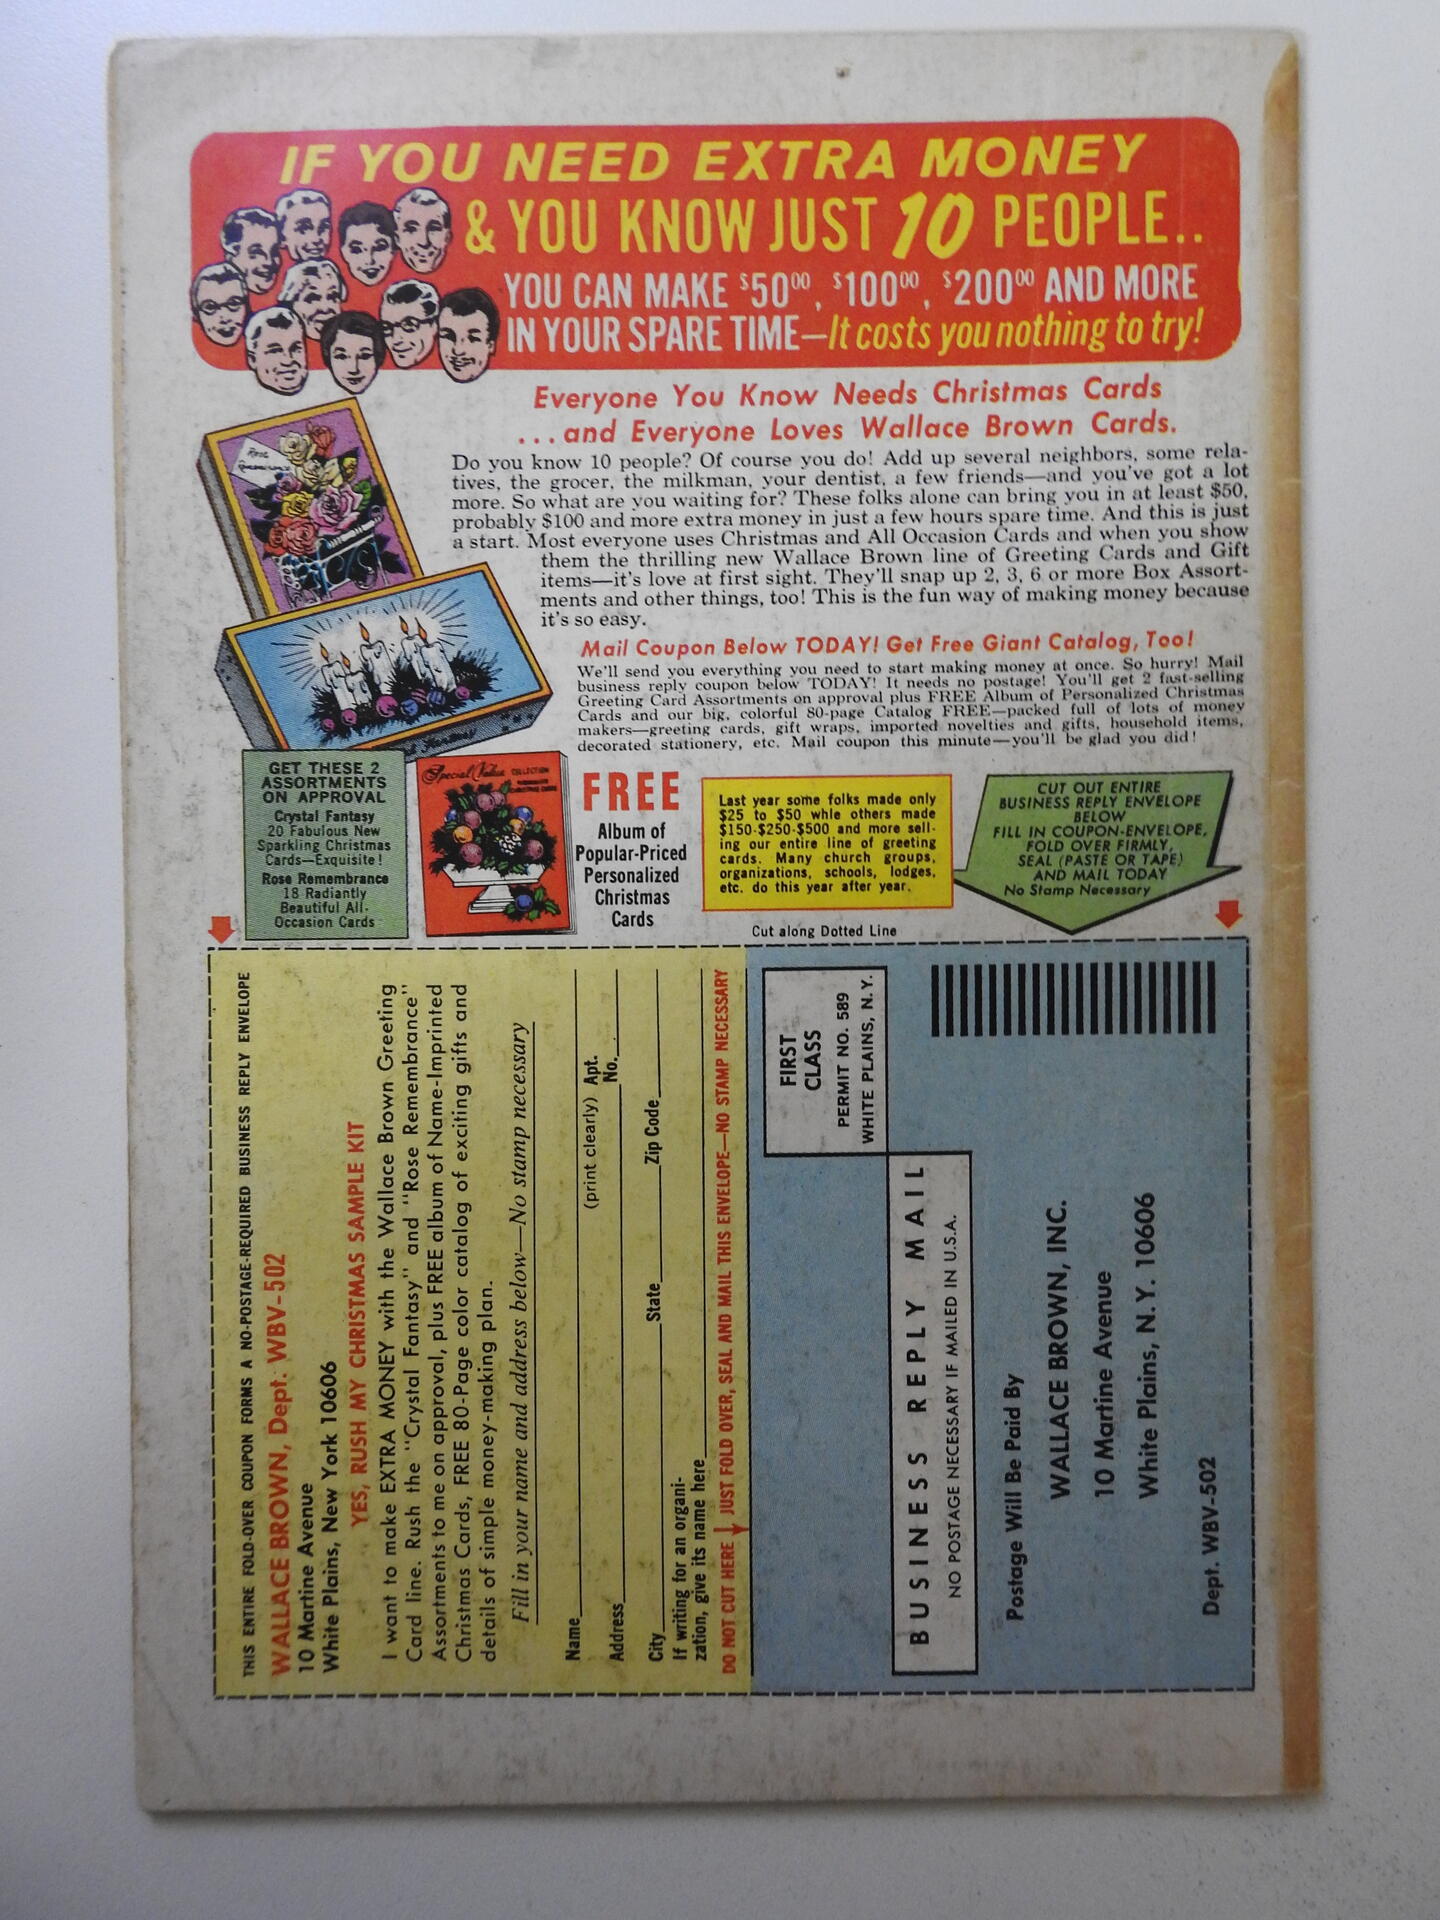 IF YOU NEED EXTRA MONEY
& YOU KNOW JUST 10 PEOPLE..
YOU CAN MAKE $50⁰⁰, $100⁰⁰, $200⁰⁰ AND MORE
IN YOUR SPARE TIME—It costs you nothing to try!
Everyone You Know Needs Christmas Cards
...and Everyone Loves Wallace Brown Cards.
Do you know 10 people? Of course you do! Add up several neighbors, some rela-
tives, the grocer, the milkman, your dentist, a few friends—and you've got a lot
more. So what are you waiting for? These folks alone can bring you in at least $50,
probably $100 and more extra money in just a few hours spare time. And this is just
a start. Most everyone uses Christmas and All Occasion Cards and when you show
them the thrilling new Wallace Brown line of Greeting Cards and Gift
items—it's love at first sight. They'll snap up 2, 3, 6 or more Box Assort-
ments and other things, too! This is the fun way of making money because
it's so easy.
Rose
Remembrance
Mail Coupon Below TODAY! Get Free Giant Catalog, Too!
We'll send you everything you need to start making money at once. So hurry! Mail
business reply coupon below TODAY! It needs no postage! You'll get 2 fast-selling
Greeting Card Assortments on approval plus FREE Album of Personalized Christmas
Cards and our big, colorful 80-page Catalog FREE—packed full of lots of money
makers—greeting cards, gift wraps, imported novelties and gifts, household items,
decorated stationery, etc. Mail coupon this minute—you'll be glad you did!
GET THESE 2
ASSORTMENTS
ON APPROVAL
Crystal Fantasy
20 Fabulous New
Sparkling Christmas
Cards—Exquisite!
Rose Remembrance
18 Radiantly
Beautiful All-
Occasion Cards
Special Value COLLECTION
CHRISTMAS CARDS
FREE
Album of
Popular-Priced
Personalized
Christmas
Cards
Last year some folks made only
$25 to $50 whle others made
$150-$250-$500 and more sell-
ing our entire line of greeting
cards. Many church groups,
organizations, schools, lodges,
etc. do this year after year.
CUT OUT ENTIRE
BUSINESS REPLY ENVELOPE
BELOW
FILL IN COUPON-ENVELOPE,
FOLD OVER FIRMLY,
SEAL (PASTE OR TAPE)
AND MAIL TODAY
No Stamp Necessary
Cut along Dotted Line
THIS ENTIRE FOLD-OVER COUPON FORMS A NO-POSTAGE-REQUIRED BUSINESS REPLY ENVELOPE
WALLACE BROWN, Dept. WBV-502
10 Martine Avenue
White Plains, New York 10606
YES, RUSH MY CHRISTMAS SAMPLE KIT
I want to make EXTRA MONEY with the Wallace Brown Greeting
Card line. Rush the "Crystal Fantasy" and "Rose Remembrance"
Assortments to me on approval, plus FREE album of Name-Imprinted
Christmas Cards, FREE 80-Page color catalog of exciting gifts and
details of simple money-making plan.
Fill in your name and address below—No stamp necessary
Name
(print clearly)
Address Apt. No.
City State Zip Code
If writing for an organi-
zation, give its name here
DO NOT CUT HERE JUST FOLD OVER, SEAL AND MAIL THIS ENVELOPE—NO STAMP NECESSARY
FIRST
CLASS
PERMIT NO. 589
WHITE PLAINS, N.Y.
BUSINESS REPLY MAIL
NO POSTAGE NECESSARY IF MAILED IN U.S.A.
Postage Will Be Paid By
WALLACE BROWN, INC.
10 Martine Avenue
White Plains, N.Y. 10606
Dept. WBV-502